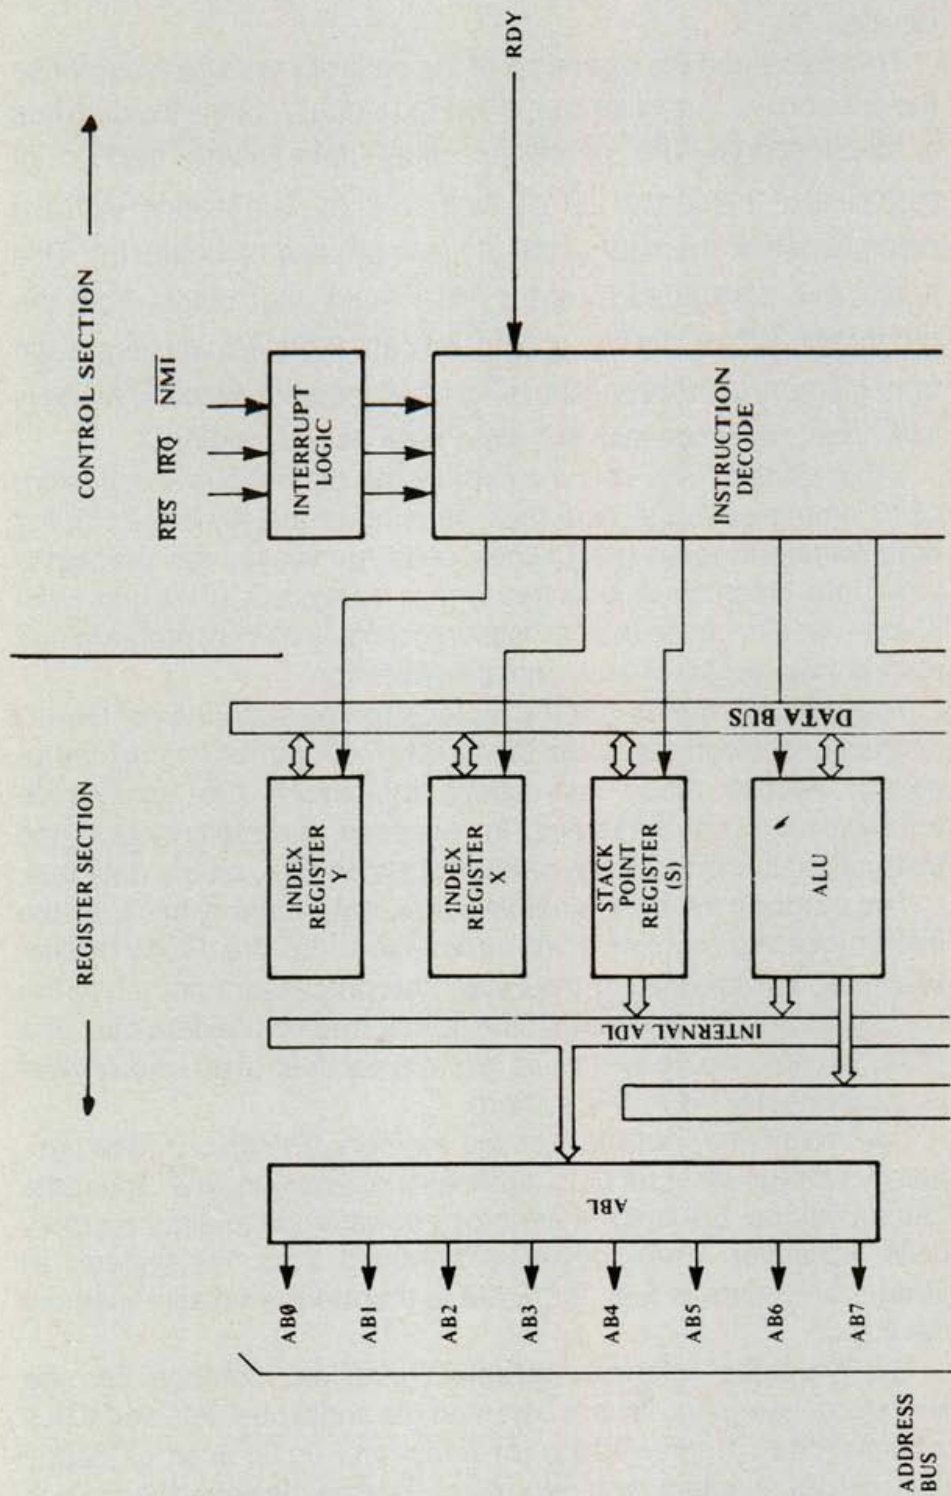 REGISTER SECTION
CONTROL SECTION
RES
IRQ
NMI
INTERRUPT
LOGIC
RDY
INSTRUCTION
DECODE
DATA BUS
INDEX
REGISTER
Y
INDEX
REGISTER
X
STACK
POINT
REGISTER
(S)
ALU
INTERNAL ADL
ABL
AB0
AB1
AB2
AB3
AB4
AB5
AB6
AB7
ADDRESS
BUS